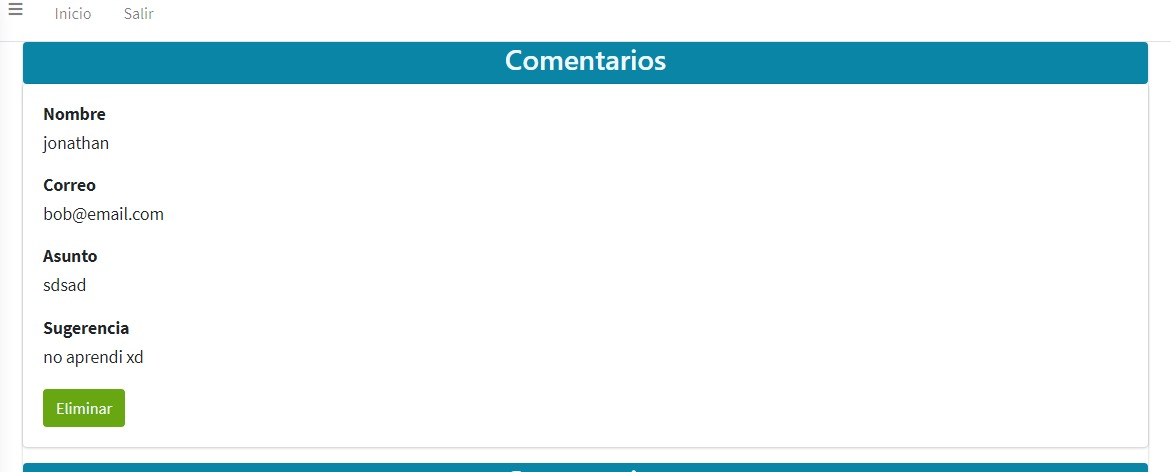 Inicio Salir
Comentarios
Nombre
jonathan
Correo
bob@email.com
Asunto
sdsad
Sugerencia
no aprendi xd
Eliminar